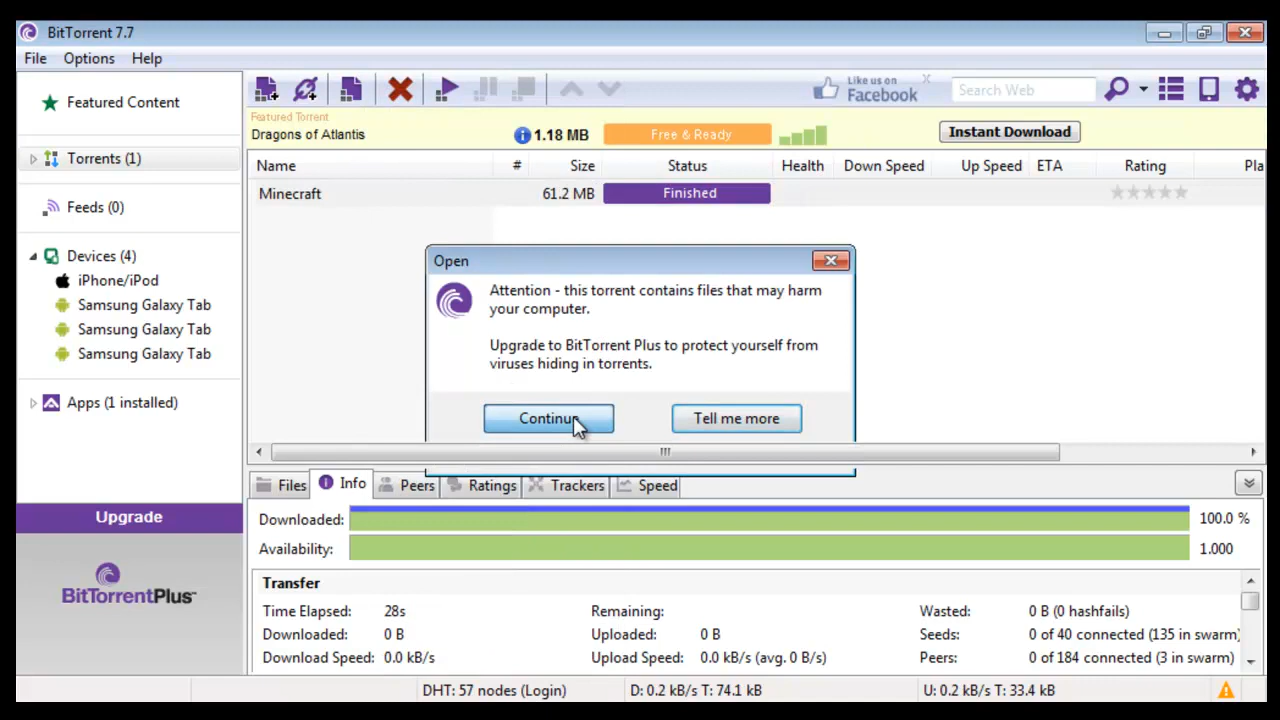 BitTorrent 7.7
File Options Help
Featured Content
Torrents (1)
Feeds (0)
Devices (4)
iPhone/iPod
Samsung Galaxy Tab
Samsung Galaxy Tab
Samsung Galaxy Tab
Apps (1 installed)
Upgrade
BitTorrentPlus
Like us on
Facebook
Search Web
Featured Torrent
Dragons of Atlantis 1.18 MB Free & Ready Instant Download
Name # Size Status Health Down Speed Up Speed ETA Rating Pla
Minecraft 61.2 MB Finished
Open
Attention - this torrent contains files that may harm
your computer.
Upgrade to BitTorrent Plus to protect yourself from
viruses hiding in torrents.
Continue Tell me more
Files Info Peers Ratings Trackers Speed
Downloaded: 100.0 %
Availability: 1.000
Transfer
Time Elapsed: 28s Remaining: Wasted: 0 B (0 hashfails)
Downloaded: 0 B Uploaded: 0 B Seeds: 0 of 40 connected (135 in swarm)
Download Speed: 0.0 kB/s Upload Speed: 0.0 kB/s (avg. 0 B/s) Peers: 0 of 184 connected (3 in swarm)
DHT: 57 nodes (Login) D: 0.2 kB/s T: 74.1 kB U: 0.2 kB/s T: 33.4 kB